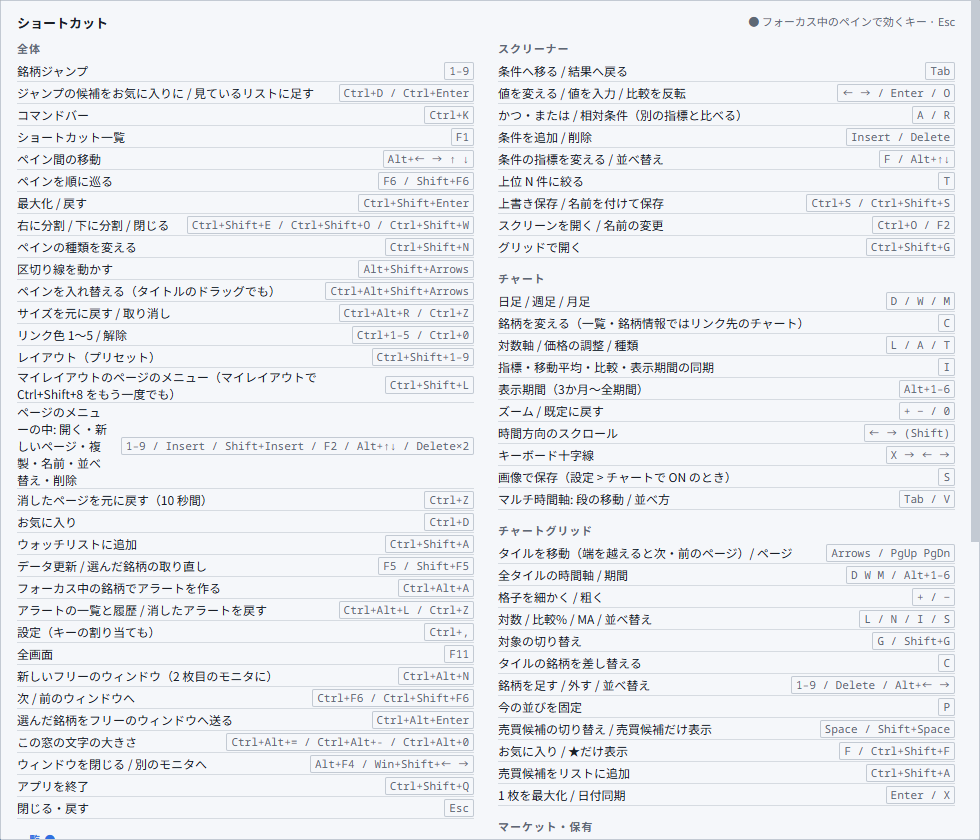 ショートカット
● フォーカス中のペインで効くキー · Esc
全体
銘柄ジャンプ 1-9
ジャンプの候補をお気に入りに / 見ているリストに足す Ctrl+D / Ctrl+Enter
コマンドバー Ctrl+K
ショートカット一覧 F1
ペイン間の移動 Alt+← → ↑ ↓
ペインを順に巡る F6 / Shift+F6
最大化 / 戻す Ctrl+Shift+Enter
右に分割 / 下に分割 / 閉じる Ctrl+Shift+E / Ctrl+Shift+O / Ctrl+Shift+W
ペインの種類を変える Ctrl+Shift+N
区切り線を動かす Alt+Shift+Arrows
ペインを入れ替える（タイトルのドラッグでも） Ctrl+Alt+Shift+Arrows
サイズを元に戻す / 取り消し Ctrl+Alt+R / Ctrl+Z
リンク色 1〜5 / 解除 Ctrl+1-5 / Ctrl+0
レイアウト（プリセット） Ctrl+Shift+1-9
マイレイアウトのページのメニュー（マイレイアウトで
Ctrl+Shift+8 をもう一度でも） Ctrl+Shift+L
ページのメニュ
ーの中: 開く・新
しいページ・複 1-9 / Insert / Shift+Insert / F2 / Alt+↑↓ / Delete×2
製・名前・並べ
替え・削除
消したページを元に戻す（10 秒間） Ctrl+Z
お気に入り Ctrl+D
ウォッチリストに追加 Ctrl+Shift+A
データ更新 / 選んだ銘柄の取り直し F5 / Shift+F5
フォーカス中の銘柄でアラートを作る Ctrl+Alt+A
アラートの一覧と履歴 / 消したアラートを戻す Ctrl+Alt+L / Ctrl+Z
設定（キーの割り当ても） Ctrl+,
全画面 F11
新しいフリーのウィンドウ（2 枚目のモニタに） Ctrl+Alt+N
次 / 前のウィンドウへ Ctrl+F6 / Ctrl+Shift+F6
選んだ銘柄をフリーのウィンドウへ送る Ctrl+Alt+Enter
この窓の文字の大きさ Ctrl+Alt+= / Ctrl+Alt+- / Ctrl+Alt+0
ウィンドウを閉じる / 別のモニタへ Alt+F4 / Win+Shift+← →
アプリを終了 Ctrl+Shift+Q
閉じる・戻す Esc
スクリーナー
条件へ移る / 結果へ戻る Tab
値を変える / 値を入力 / 比較を反転 ← → / Enter / O
かつ・または / 相対条件（別の指標と比べる） A / R
条件を追加 / 削除 Insert / Delete
条件の指標を変える / 並べ替え F / Alt+↑↓
上位 N 件に絞る T
上書き保存 / 名前を付けて保存 Ctrl+S / Ctrl+Shift+S
スクリーンを開く / 名前の変更 Ctrl+O / F2
グリッドで開く Ctrl+Shift+G
チャート
日足 / 週足 / 月足 D / W / M
銘柄を変える（一覧・銘柄情報ではリンク先のチャート） C
対数軸 / 価格の調整 / 種類 L / A / T
指標・移動平均・比較・表示期間の同期 I
表示期間（3か月〜全期間） Alt+1-6
ズーム / 既定に戻す + − / 0
時間方向のスクロール ← → (Shift)
キーボード十字線 X → ← →
画像で保存（設定 > チャートで ON のとき） S
マルチ時間軸: 段の移動 / 並べ方 Tab / V
チャートグリッド
タイルを移動（端を越えると次・前のページ）/ ページ Arrows / PgUp PgDn
全タイルの時間軸 / 期間 D W M / Alt+1-6
格子を細かく / 粗く + / −
対数 / 比較% / MA / 並べ替え L / N / I / S
対象の切り替え G / Shift+G
タイルの銘柄を差し替える C
銘柄を足す / 外す / 並べ替え 1-9 / Delete / Alt+← →
今の並びを固定 P
売買候補の切り替え / 売買候補だけ表示 Space / Shift+Space
お気に入り / ★だけ表示 F / Ctrl+Shift+F
売買候補をリストに追加 Ctrl+Shift+A
1 枚を最大化 / 日付同期 Enter / X
マーケット・保有